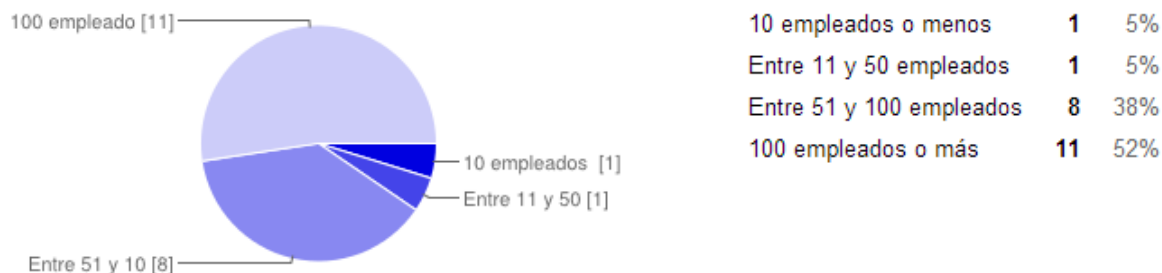 100 empleado [11]
10 empleados [1]
Entre 11 y 50 [1]
Entre 51 y 10 [8]
10 empleados o menos 1 5%
Entre 11 y 50 empleados 1 5%
Entre 51 y 100 empleados 8 38%
100 empleados o más 11 52%